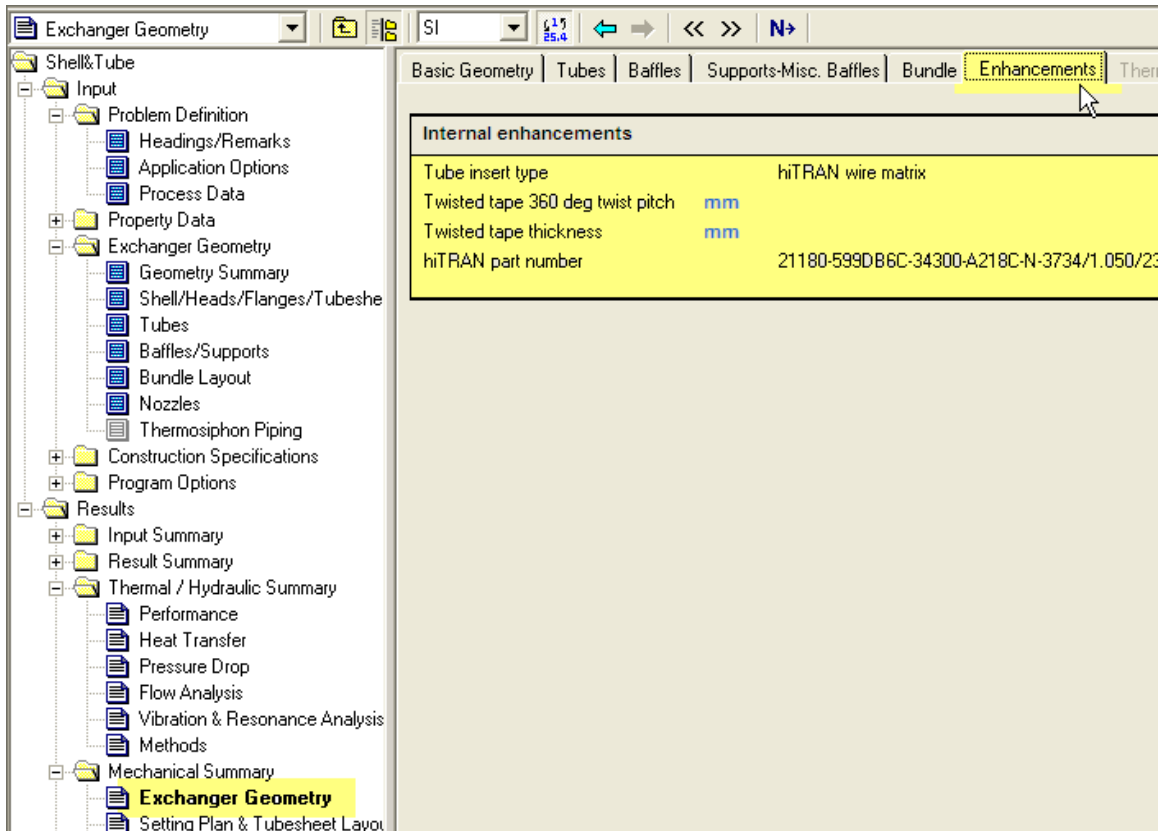 Exchanger Geometry SI N
Shell&Tube
Input
Problem Definition
Headings/Remarks
Application Options
Process Data
Property Data
Exchanger Geometry
Geometry Summary
Shell/Heads/Flanges/Tubeshe
Tubes
Baffles/Supports
Bundle Layout
Nozzles
Thermosiphon Piping
Construction Specifications
Program Options
Results
Input Summary
Result Summary
Thermal / Hydraulic Summary
Performance
Heat Transfer
Pressure Drop
Flow Analysis
Vibration & Resonance Analysis
Methods
Mechanical Summary
Exchanger Geometry
Setting Plan & Tubesheet Layou
Basic Geometry Tubes Baffles Supports-Misc. Baffles Bundle Enhancements Ther
Internal enhancements
Tube insert type hiTRAN wire matrix
Twisted tape 360 deg twist pitch mm
Twisted tape thickness mm
hiTRAN part number 21180-599DB6C-34300-A218C-N-3734/1.050/23